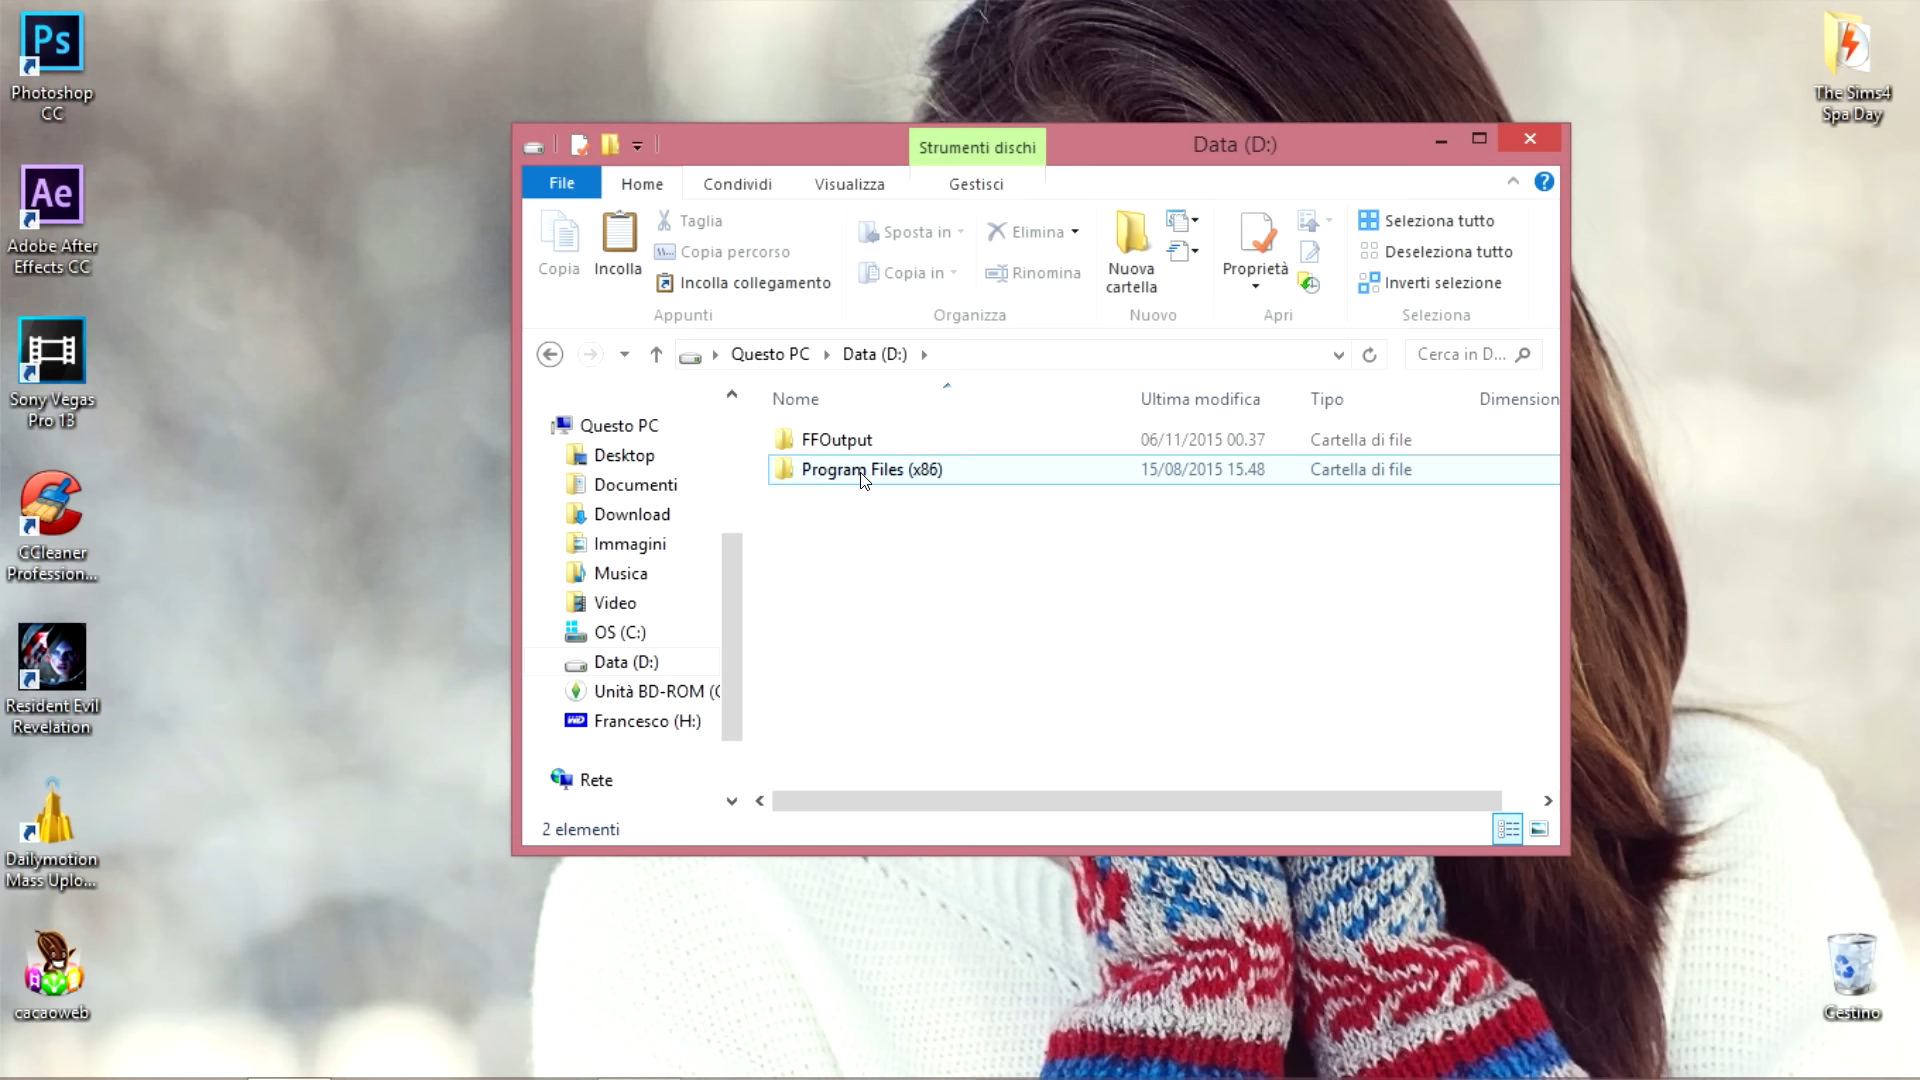 Photoshop
CC
Adobe After
Effects CC
Sony Vegas
Pro 13
CCleaner
Profession...
Resident Evil
Revelation
Dailymotion
Mass Uplo...
cacaoweb
The Sims4
Spa Day
Cestino
Strumenti dischi
Data (D:)
File
Home
Condividi
Visualizza
Gestisci
Copia
Incolla
Taglia
Copia percorso
Incolla collegamento
Appunti
Sposta in
Copia in
Elimina
Rinomina
Organizza
Nuova
cartella
Nuovo
Proprietà
Apri
Seleziona tutto
Deseleziona tutto
Inverti selezione
Seleziona
Questo PC
Data (D:)
Cerca in D...
Nome
Ultima modifica
Tipo
Dimension
FFOutput 06/11/2015 00.37 Cartella di file
Program Files (x86) 15/08/2015 15.48 Cartella di file
Questo PC
Desktop
Documenti
Download
Immagini
Musica
Video
OS (C:)
Data (D:)
Unità BD-ROM (
Francesco (H:)
Rete
2 elementi
Ps
Ae
WD